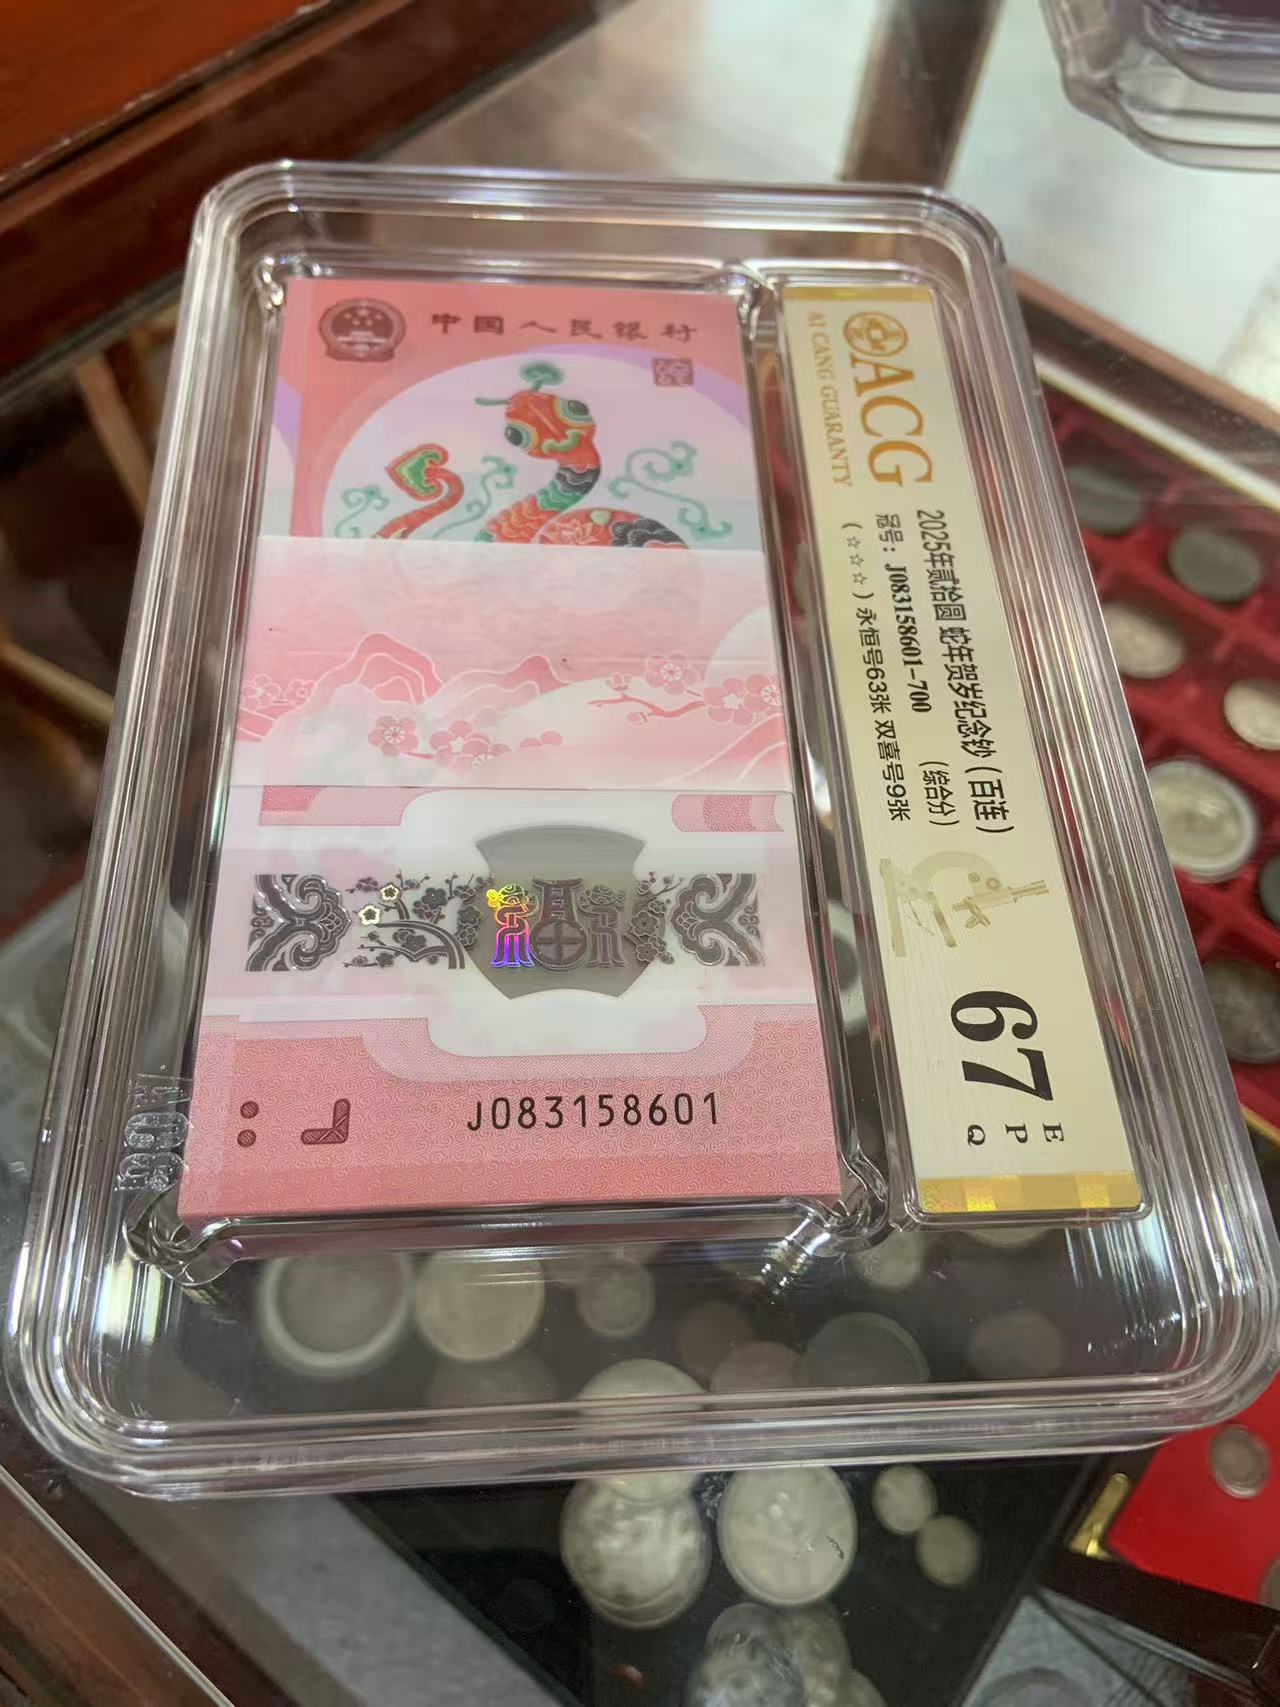 中国人民银行
J083158601
ACG
AI CANG GUARANTY
2025年贰拾圆 蛇年贺岁纪念钞（百连）
冠号：J083158601-700 （综合分）
（☆☆☆）永恒号63张 双喜号9张
67
E
P
Q
ACG